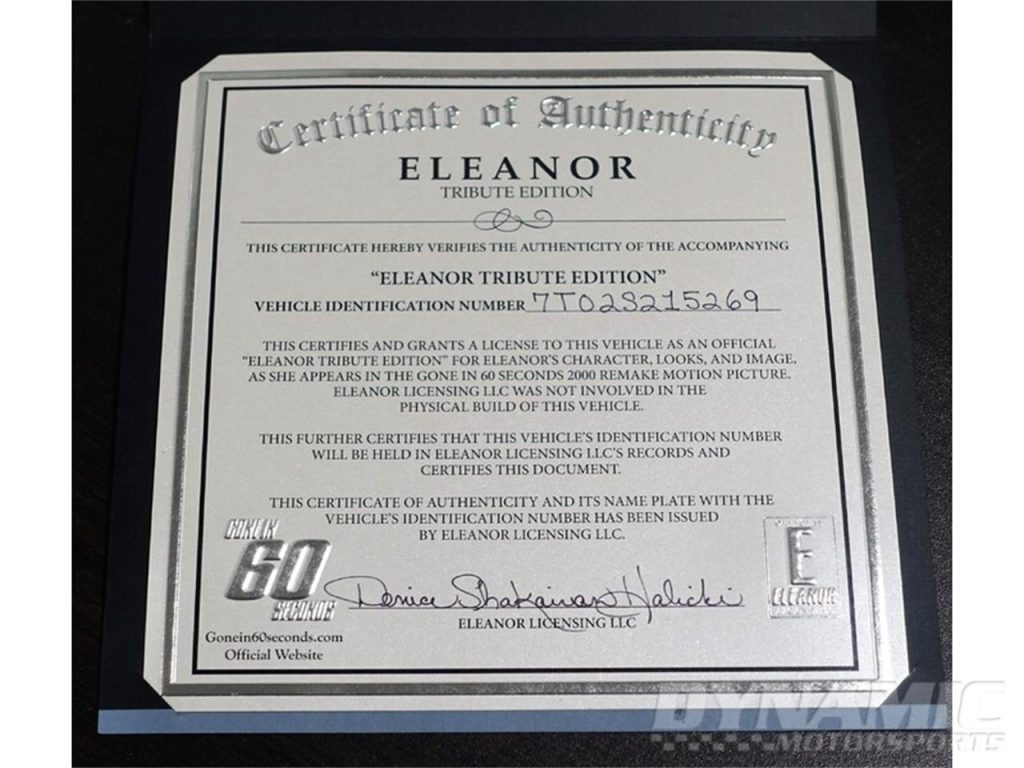 Certificate of Authenticity
ELEANOR
TRIBUTE EDITION
THIS CERTIFICATE HEREBY VERIFIES THE AUTHENTICITY OF THE ACCOMPANYING
"ELEANOR TRIBUTE EDITION"
VEHICLE IDENTIFICATION NUMBER 7T02S215269
THIS CERTIFIES AND GRANTS A LICENSE TO THIS VEHICLE AS AN OFFICIAL
"ELEANOR TRIBUTE EDITION" FOR ELEANOR'S CHARACTER, LOOKS, AND IMAGE,
AS SHE APPEARS IN THE GONE IN 60 SECONDS 2000 REMAKE MOTION PICTURE.
ELEANOR LICENSING LLC WAS NOT INVOLVED IN THE
PHYSICAL BUILD OF THIS VEHICLE.
THIS FURTHER CERTIFIES THAT THIS VEHICLE'S IDENTIFICATION NUMBER
WILL BE HELD IN ELEANOR LICENSING LLC'S RECORDS AND
CERTIFIES THIS DOCUMENT.
THIS CERTIFICATE OF AUTHENTICITY AND ITS NAME PLATE WITH THE
VEHICLE'S IDENTIFICATION NUMBER HAS BEEN ISSUED
BY ELEANOR LICENSING LLC.
GONE IN
60
SECONDS
Denice Shakarian Halicki
E
ELEANOR
ELEANOR LICENSING LLC
Gonein60seconds.com
Official Website
DYNAMIC
MOTORSPORTS